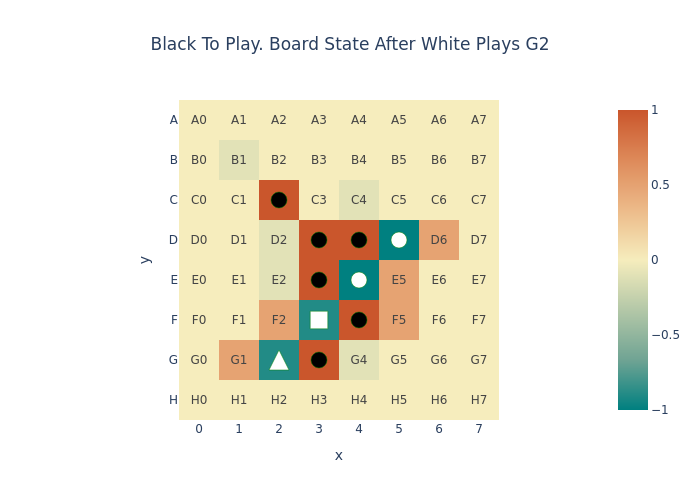 Black To Play. Board State After White Plays G2
A A0 A1 A2 A3 A4 A5 A6 A7
B B0 B1 B2 B3 B4 B5 B6 B7
C C0 C1 C3 C4 C5 C6 C7
D D0 D1 D2 D6 D7
E E0 E1 E2 E5 E6 E7
F F0 F1 F2 F5 F6 F7
G G0 G1 G4 G5 G6 G7
H H0 H1 H2 H3 H4 H5 H6 H7
0 1 2 3 4 5 6 7
x
y
1
0.5
0
−0.5
−1